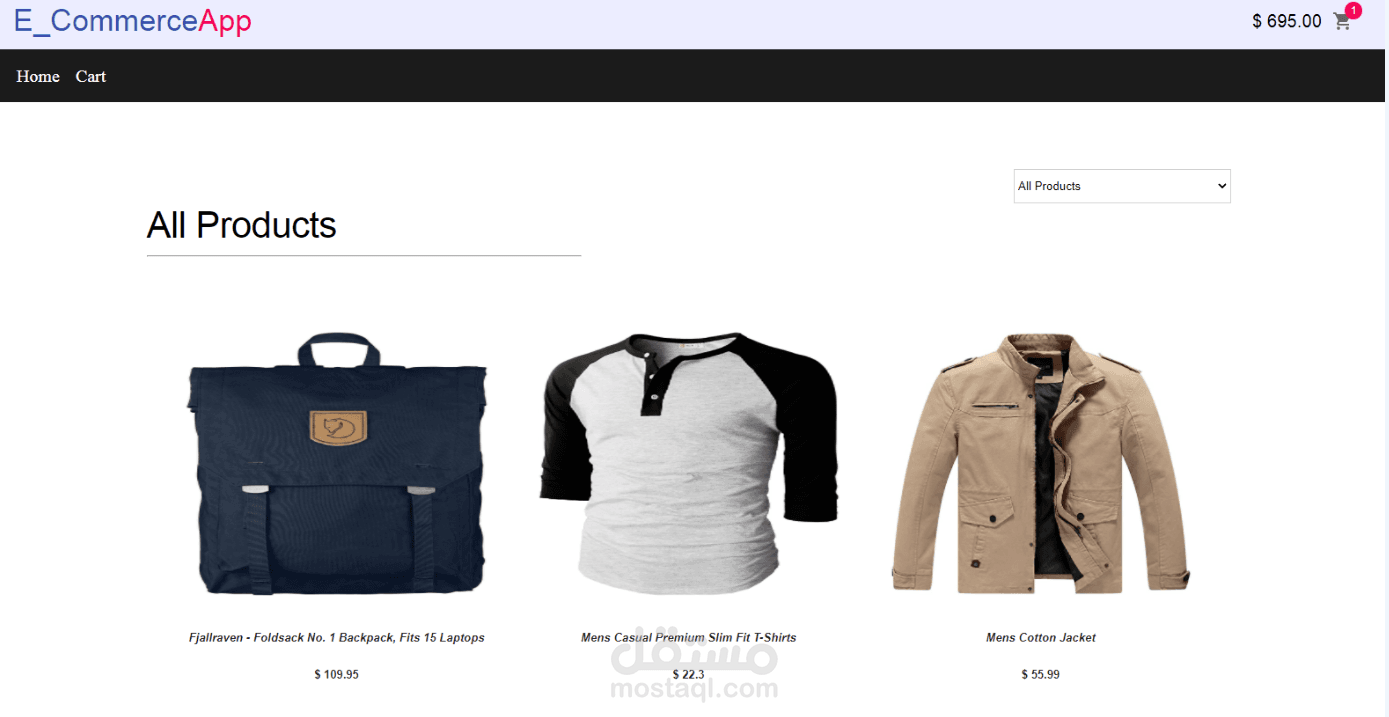 E_CommerceApp
$ 695.00 1
Home Cart
All Products
All Products
Fjallraven - Foldsack No. 1 Backpack, Fits 15 Laptops
Mens Casual Premium Slim Fit T-Shirts
Mens Cotton Jacket
$ 109.95
$ 22.3
$ 55.99
مستقل
mostaql.com